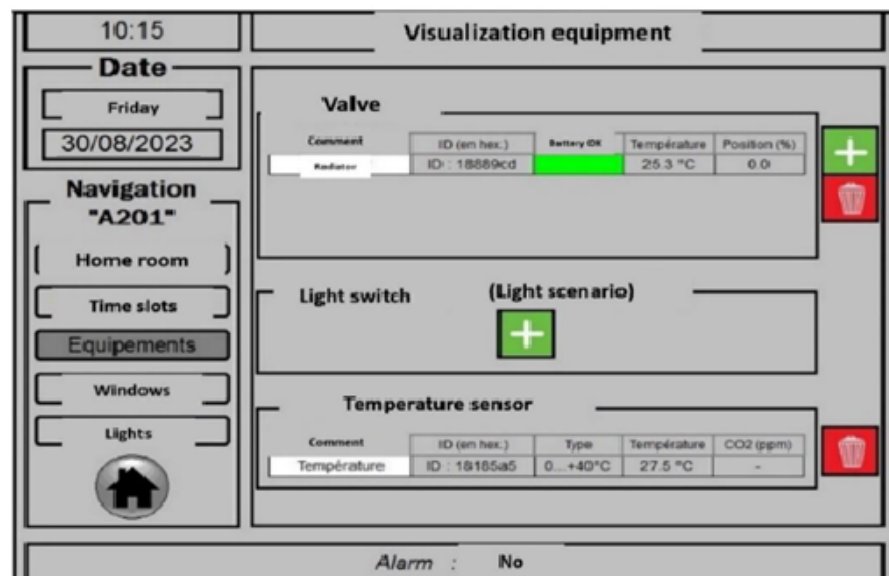 10:15
Visualization equipment
Date
Friday
30/08/2023
Navigation
"A201"
Home room
Time slots
Equipements
Windows
Lights
Valve
Comment ID (en hex.) Battery OK Température Position (%)
Radiator ID : 18889cd 25.3 °C 0.0
Light switch (Light scenario)
Temperature sensor
Comment ID (en hex.) Type Température CO2 (ppm)
Température ID : 18185a5 0...+40°C 27.5 °C -
Alarm : No